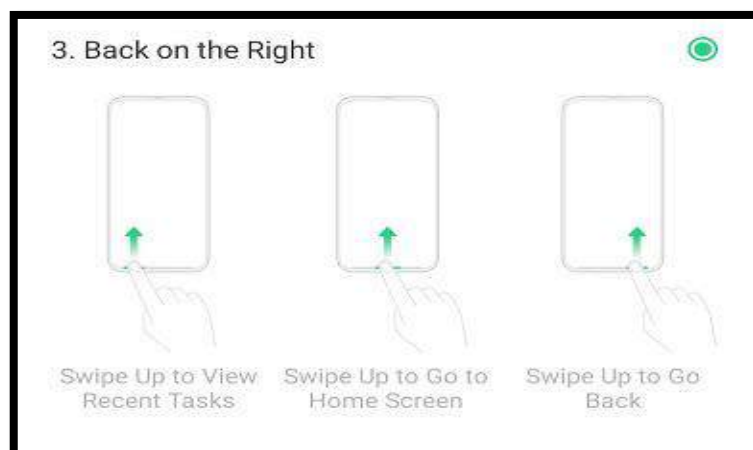 3. Back on the Right
Swipe Up to View
Recent Tasks
Swipe Up to Go to
Home Screen
Swipe Up to Go
Back